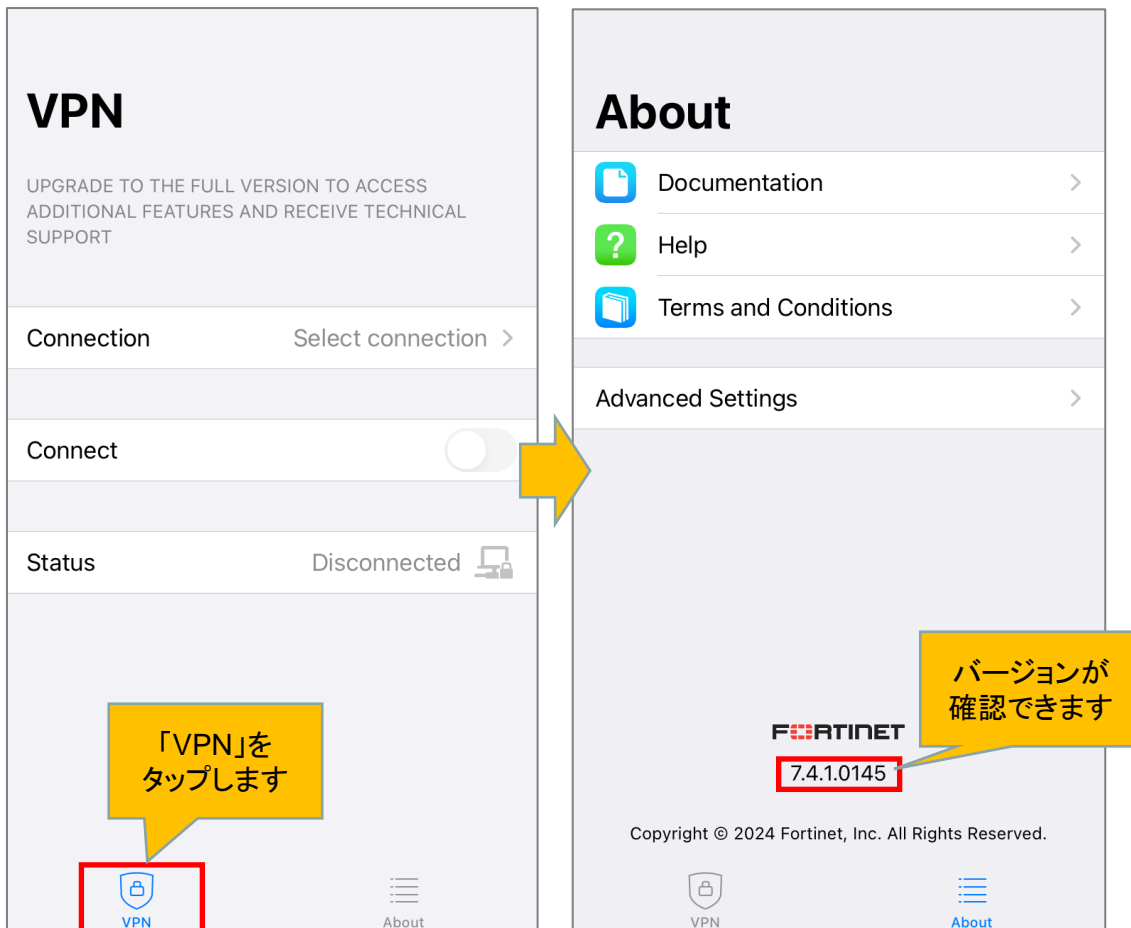 VPN
UPGRADE TO THE FULL VERSION TO ACCESS
ADDITIONAL FEATURES AND RECEIVE TECHNICAL
SUPPORT
Connection
Select connection
Connect
Status
Disconnected
「VPN」を
タップします
VPN
About
About
Documentation
Help
Terms and Conditions
Advanced Settings
バージョンが
確認できます
FORTINET
7.4.1.0145
Copyright © 2024 Fortinet, Inc. All Rights Reserved.
VPN
About